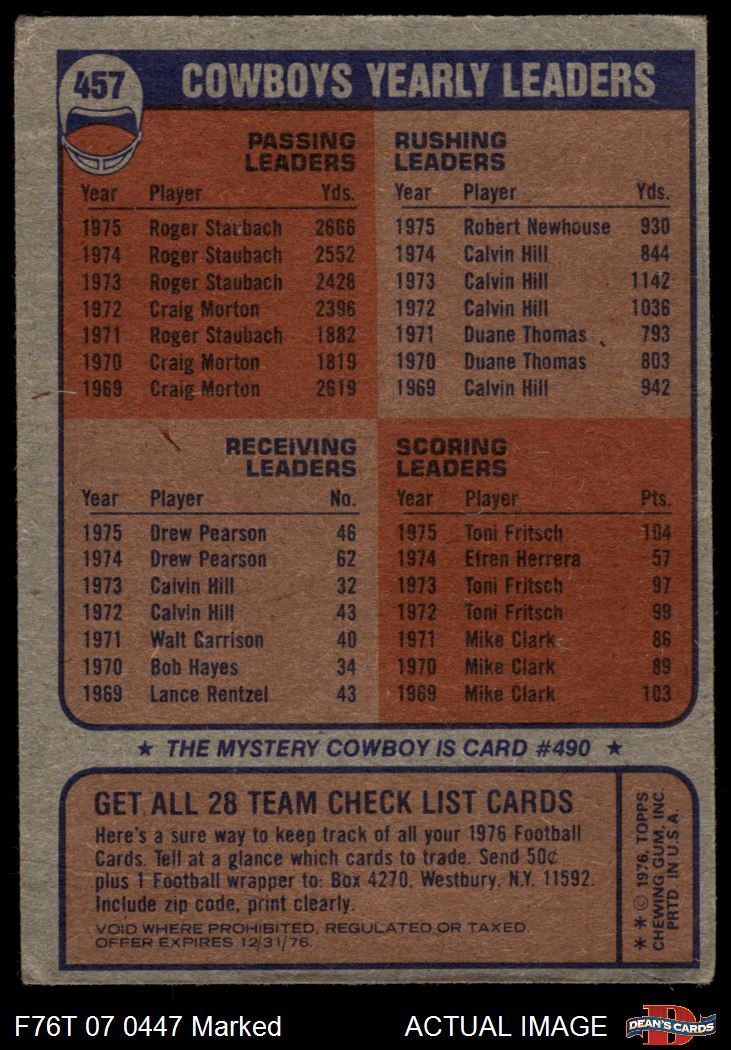 457
COWBOYS YEARLY LEADERS
PASSING
LEADERS
Year Player Yds.
1975 Roger Staubach 2666
1974 Roger Staubach 2552
1973 Roger Staubach 2428
1972 Craig Morton 2396
1971 Roger Staubach 1882
1970 Craig Morton 1819
1969 Craig Morton 2619
RUSHING
LEADERS
Year Player Yds.
1975 Robert Newhouse 930
1974 Calvin Hill 844
1973 Calvin Hill 1142
1972 Calvin Hill 1036
1971 Duane Thomas 793
1970 Duane Thomas 803
1969 Calvin Hill 942
RECEIVING
LEADERS
Year Player No.
1975 Drew Pearson 46
1974 Drew Pearson 62
1973 Calvin Hill 32
1972 Calvin Hill 43
1971 Walt Garrison 40
1970 Bob Hayes 34
1969 Lance Rentzel 43
SCORING
LEADERS
Year Player Pts.
1975 Toni Fritsch 104
1974 Efren Herrera 57
1973 Toni Fritsch 97
1972 Toni Fritsch 99
1971 Mike Clark 86
1970 Mike Clark 89
1969 Mike Clark 103
★ THE MYSTERY COWBOY IS CARD #490 ★
GET ALL 28 TEAM CHECK LIST CARDS
Here's a sure way to keep track of all your 1976 Football
Cards. Tell at a glance which cards to trade. Send 50¢
plus 1 Football wrapper to: Box 4270, Westbury, N.Y. 11592.
Include zip code, print clearly.
VOID WHERE PROHIBITED, REGULATED OR TAXED.
OFFER EXPIRES 12/31/76.
* * © 1976, TOPPS
CHEWING GUM, INC.
PRTD. IN U.S.A.
F76T 07 0447 Marked
ACTUAL IMAGE
D
DEAN'S CARDS